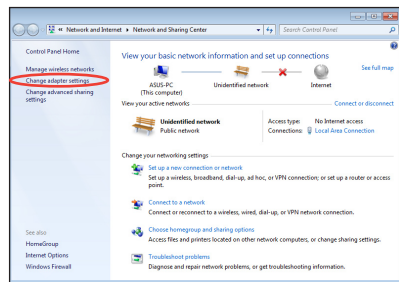 « Network and Internet ▸ Network and Sharing Center
Search Control Panel
Control Panel Home
Manage wireless networks
Change adapter settings
Change advanced sharing
settings
View your basic network information and set up connections
See full map
ASUS-PC
(This computer)
Unidentified network
Internet
View your active networks
Connect or disconnect
Unidentified network
Public network
Access type: No Internet access
Connections: Local Area Connection
Change your networking settings
Set up a new connection or network
Set up a wireless, broadband, dial-up, ad hoc, or VPN connection; or set up a router or access
point.
Connect to a network
Connect or reconnect to a wireless, wired, dial-up, or VPN network connection.
Choose homegroup and sharing options
Access files and printers located on other network computers, or change sharing settings.
Troubleshoot problems
Diagnose and repair network problems, or get troubleshooting information.
See also
HomeGroup
Internet Options
Windows Firewall